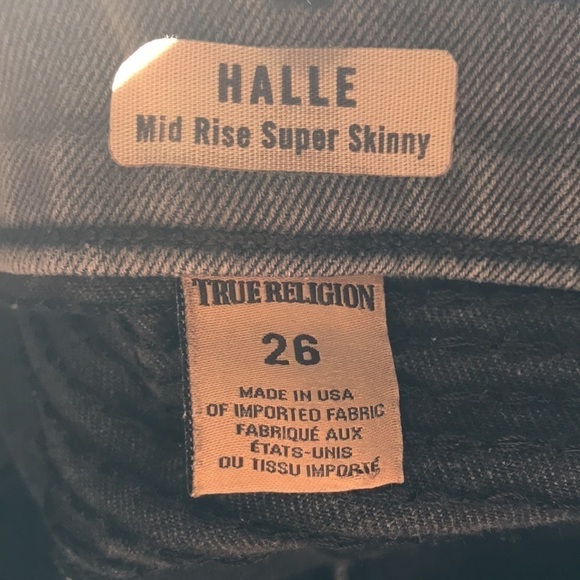 HALLE
Mid Rise Super Skinny
TRUE RELIGION
26
MADE IN USA
OF IMPORTED FABRIC
FABRIQUÉ AUX
ÉTATS-UNIS
DU TISSU IMPORTÉ